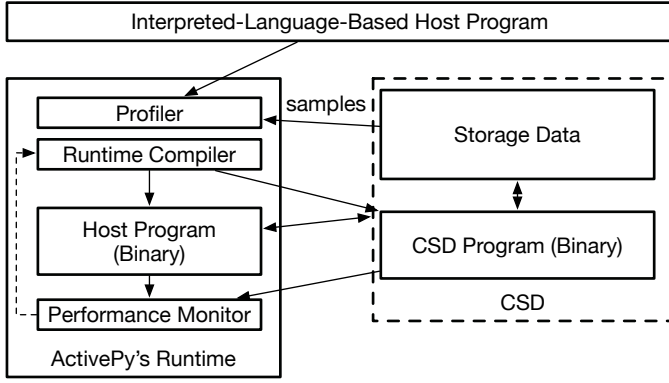 Interpreted-Language-Based Host Program
Profiler
samples
Storage Data
Runtime Compiler
Host Program
(Binary)
CSD Program (Binary)
Performance Monitor
CSD
ActivePy's Runtime